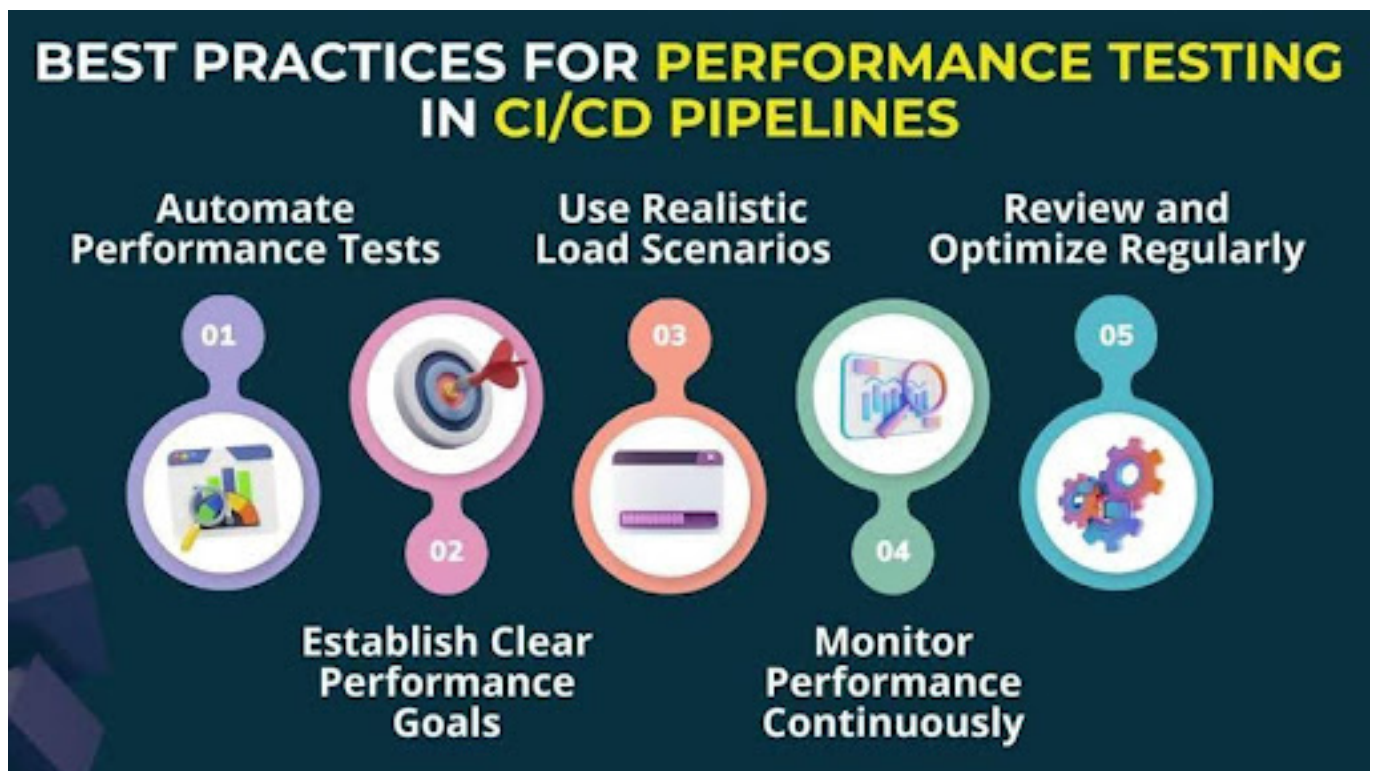 BEST PRACTICES FOR PERFORMANCE TESTING
IN CI/CD PIPELINES
Automate
Performance Tests
01
Establish Clear
Performance
Goals
02
Use Realistic
Load Scenarios
03
Monitor
Performance
Continuously
04
Review and
Optimize Regularly
05